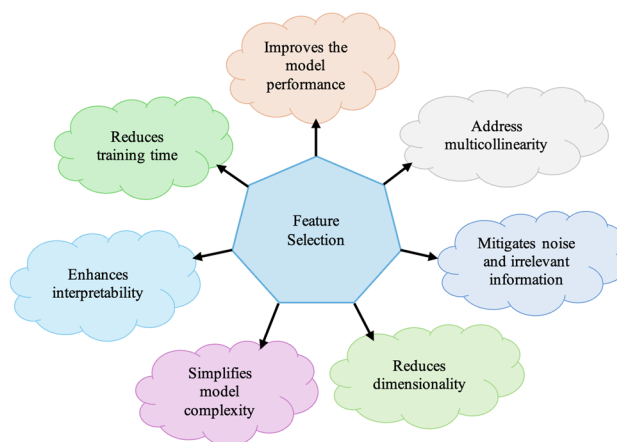 Improves the
model
performance
Reduces
training time
Address
multicollinearity
Feature
Selection
Enhances
interpretability
Mitigates noise
and irrelevant
information
Simplifies
model
complexity
Reduces
dimensionality